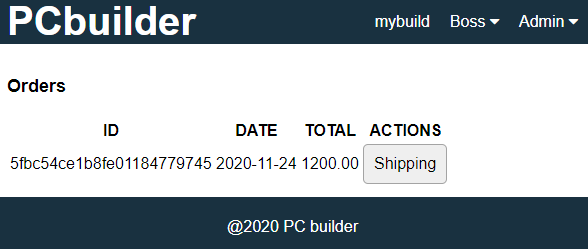 PCbuilder mybuild Boss Admin
Orders
ID DATE TOTAL ACTIONS
5fbc54ce1b8fe01184779745 2020-11-24 1200.00 Shipping
@2020 PC builder